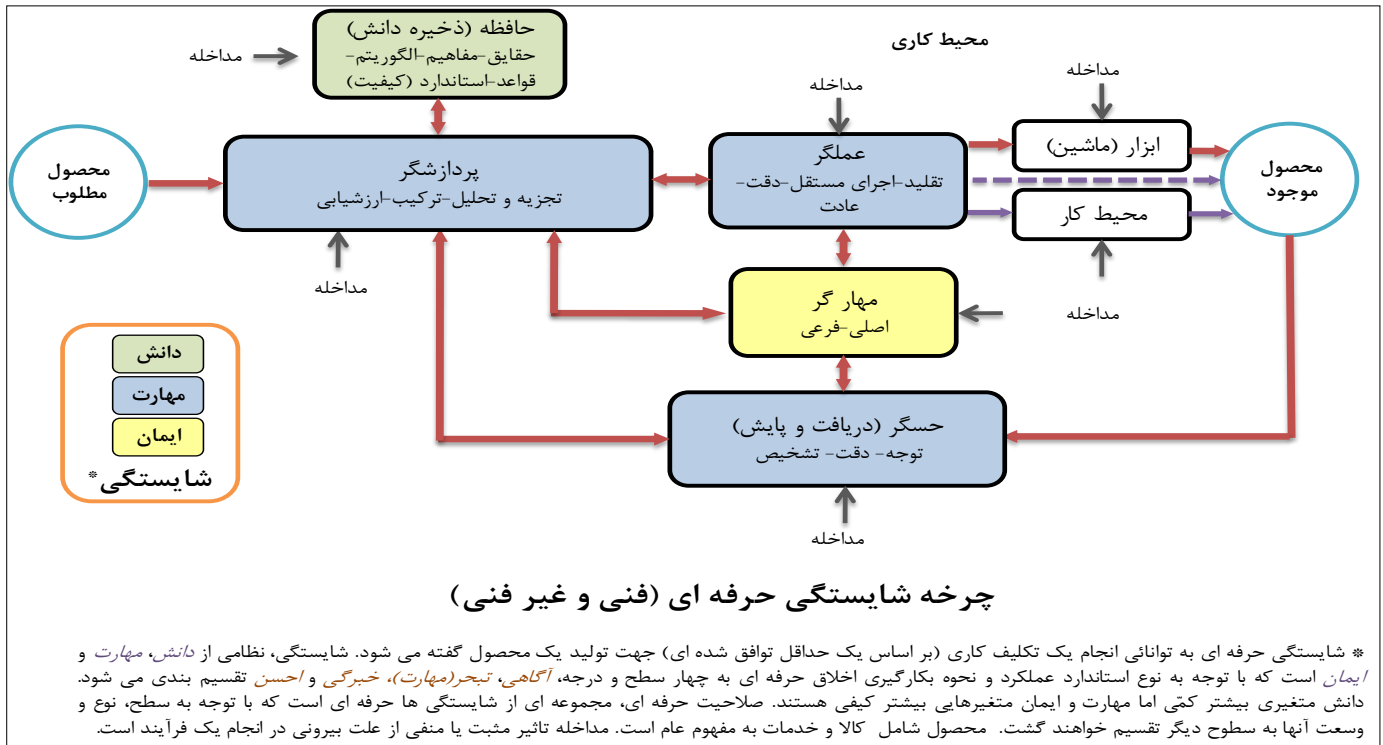 حافظه (ذخیره دانش)
حقایق-مفاهیم-الگوریتم-
قواعد-استاندارد (کیفیت)
مداخله
محیط کاری
مداخله
مداخله
محصول
مطلوب
پردازشگر
تجزیه و تحلیل-ترکیب-ارزشیابی
عملگر
تقلید-اجرای مستقل-دقت-
عادت
ابزار (ماشین)
محیط کار
محصول
موجود
مداخله
مهار گر
اصلی-فرعی
مداخله
دانش
مهارت
ایمان
شایستگی*
حسگر (دریافت و پایش)
توجه- دقت- تشخیص
مداخله
چرخه شایستگی حرفه ای (فنی و غیر فنی)
* شایستگی حرفه ای به توانائی انجام یک تکلیف کاری (بر اساس یک حداقل توافق شده ای) جهت تولید یک محصول گفته می شود. شایستگی، نظامی از دانش، مهارت و
ایمان است که با توجه به نوع استاندارد عملکرد و نحوه بکارگیری اخلاق حرفه ای به چهار سطح و درجه، آگاهی، تبحر(مهارت)، خبرگی و احسن تقسیم بندی می شود.
دانش متغیری بیشتر کمّی اما مهارت و ایمان متغیرهایی بیشتر کیفی هستند. صلاحیت حرفه ای، مجموعه ای از شایستگی ها حرفه ای است که با توجه به سطح، نوع و
وسعت آنها به سطوح دیگر تقسیم خواهند گشت. محصول شامل کالا و خدمات به مفهوم عام است. مداخله تاثیر مثبت یا منفی از علت بیرونی در انجام یک فرآیند است.